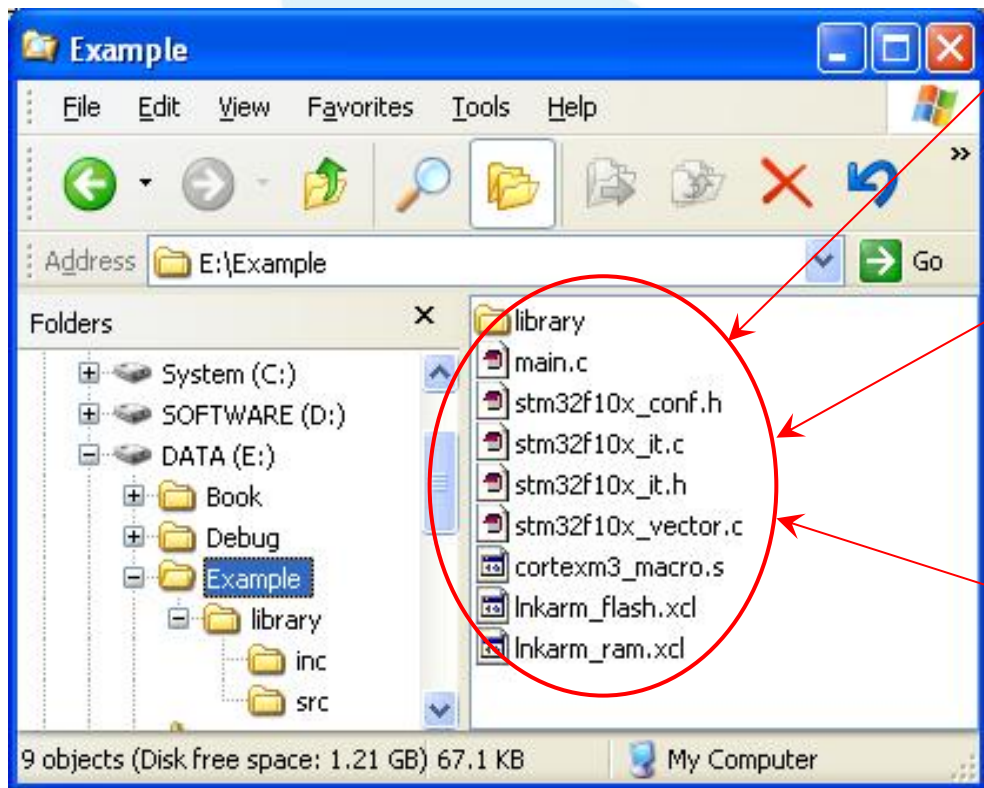 Example
File Edit View Favorites Tools Help
»
Address E:\Example Go
Folders
System (C:)
SOFTWARE (D:)
DATA (E:)
Book
Debug
Example
library
inc
src
library
main.c
stm32f10x_conf.h
stm32f10x_it.c
stm32f10x_it.h
stm32f10x_vector.c
cortexm3_macro.s
lnkarm_flash.xcl
lnkarm_ram.xcl
9 objects (Disk free space: 1.21 GB) 67.1 KB My Computer